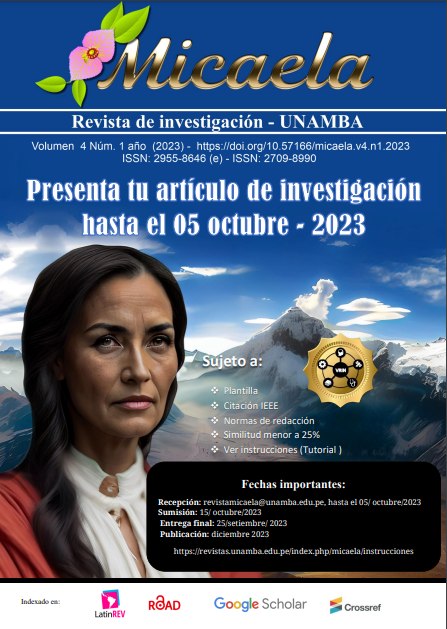 Micaela
Revista de investigación - UNAMBA
Volumen 4 Núm. 1 año (2023) - https://doi.org/10.57166/micaela.v4.n1.2023
ISSN: 2955-8646 (e) - ISSN: 2709-8990
Presenta tu artículo de investigación
hasta el 05 octubre - 2023
Sujeto a:
❖ Plantilla
❖ Citación IEEE
❖ Normas de redacción
❖ Similitud menor a 25%
❖ Ver instrucciones (Tutorial )
VRIN
Fechas importantes:
Recepción: revistamicaela@unamba.edu.pe, hasta el 05/ octubre/2023
Sumisión: 15/ octubre/2023
Entrega final: 25/setiembre/ 2023
Publicación: diciembre 2023
https://revistas.unamba.edu.pe/index.php/micaela/instrucciones
Indexado en:
LatinREV
ROAD
Google Scholar
Crossref